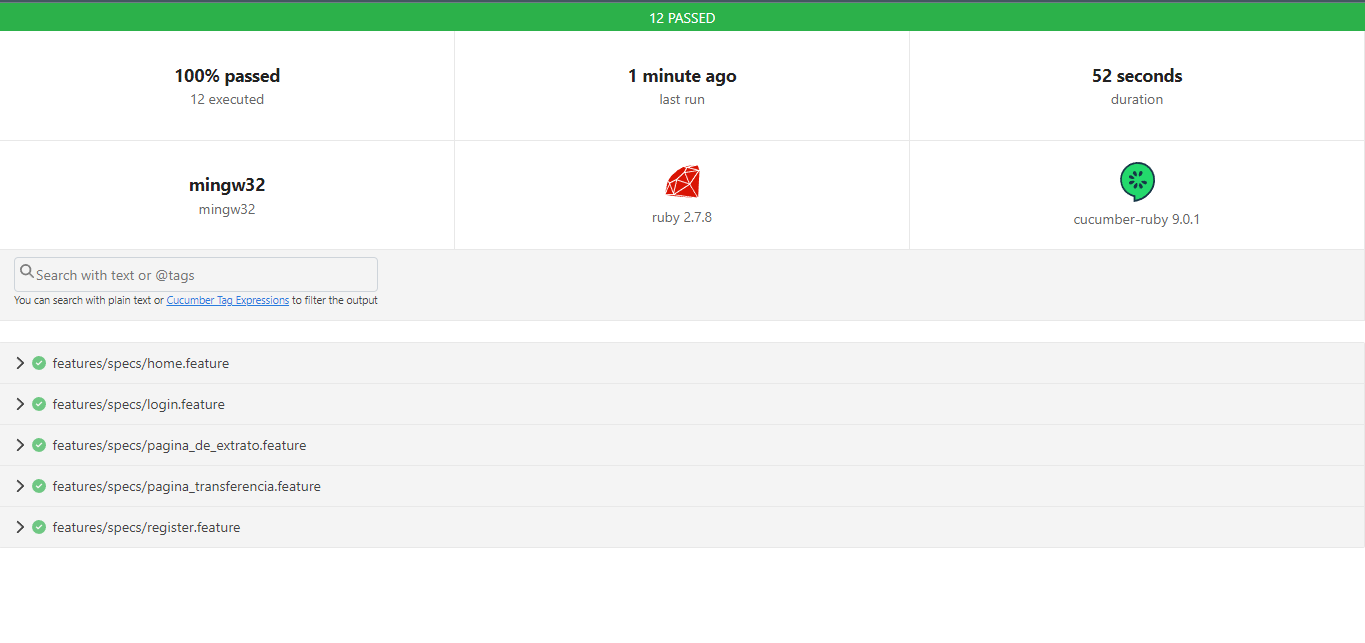 12 PASSED
100% passed
12 executed
1 minute ago
last run
52 seconds
duration
mingw32
mingw32
ruby 2.7.8
cucumber-ruby 9.0.1
Search with text or @tags
You can search with plain text or Cucumber Tag Expressions to filter the output
features/specs/home.feature
features/specs/login.feature
features/specs/pagina_de_extrato.feature
features/specs/pagina_transferencia.feature
features/specs/register.feature